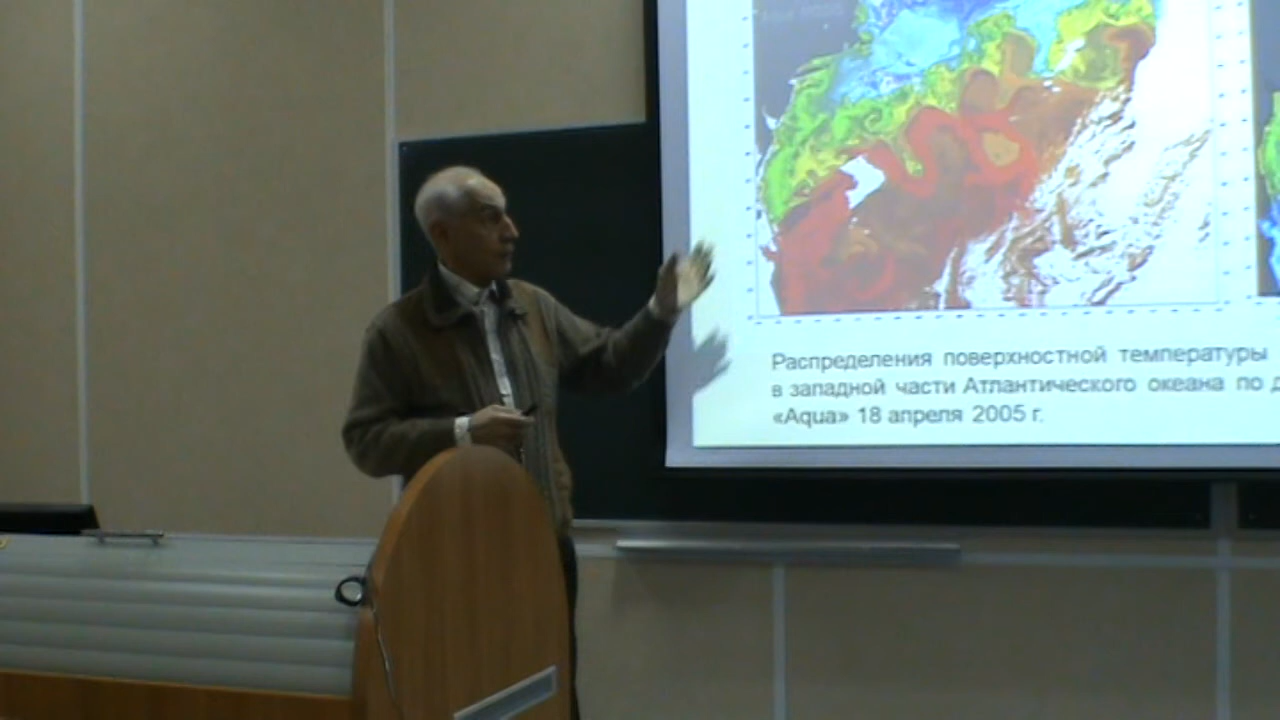 Распределения поверхностной температуры
в западной части Атлантического океана по
«Aqua» 18 апреля 2005 г.